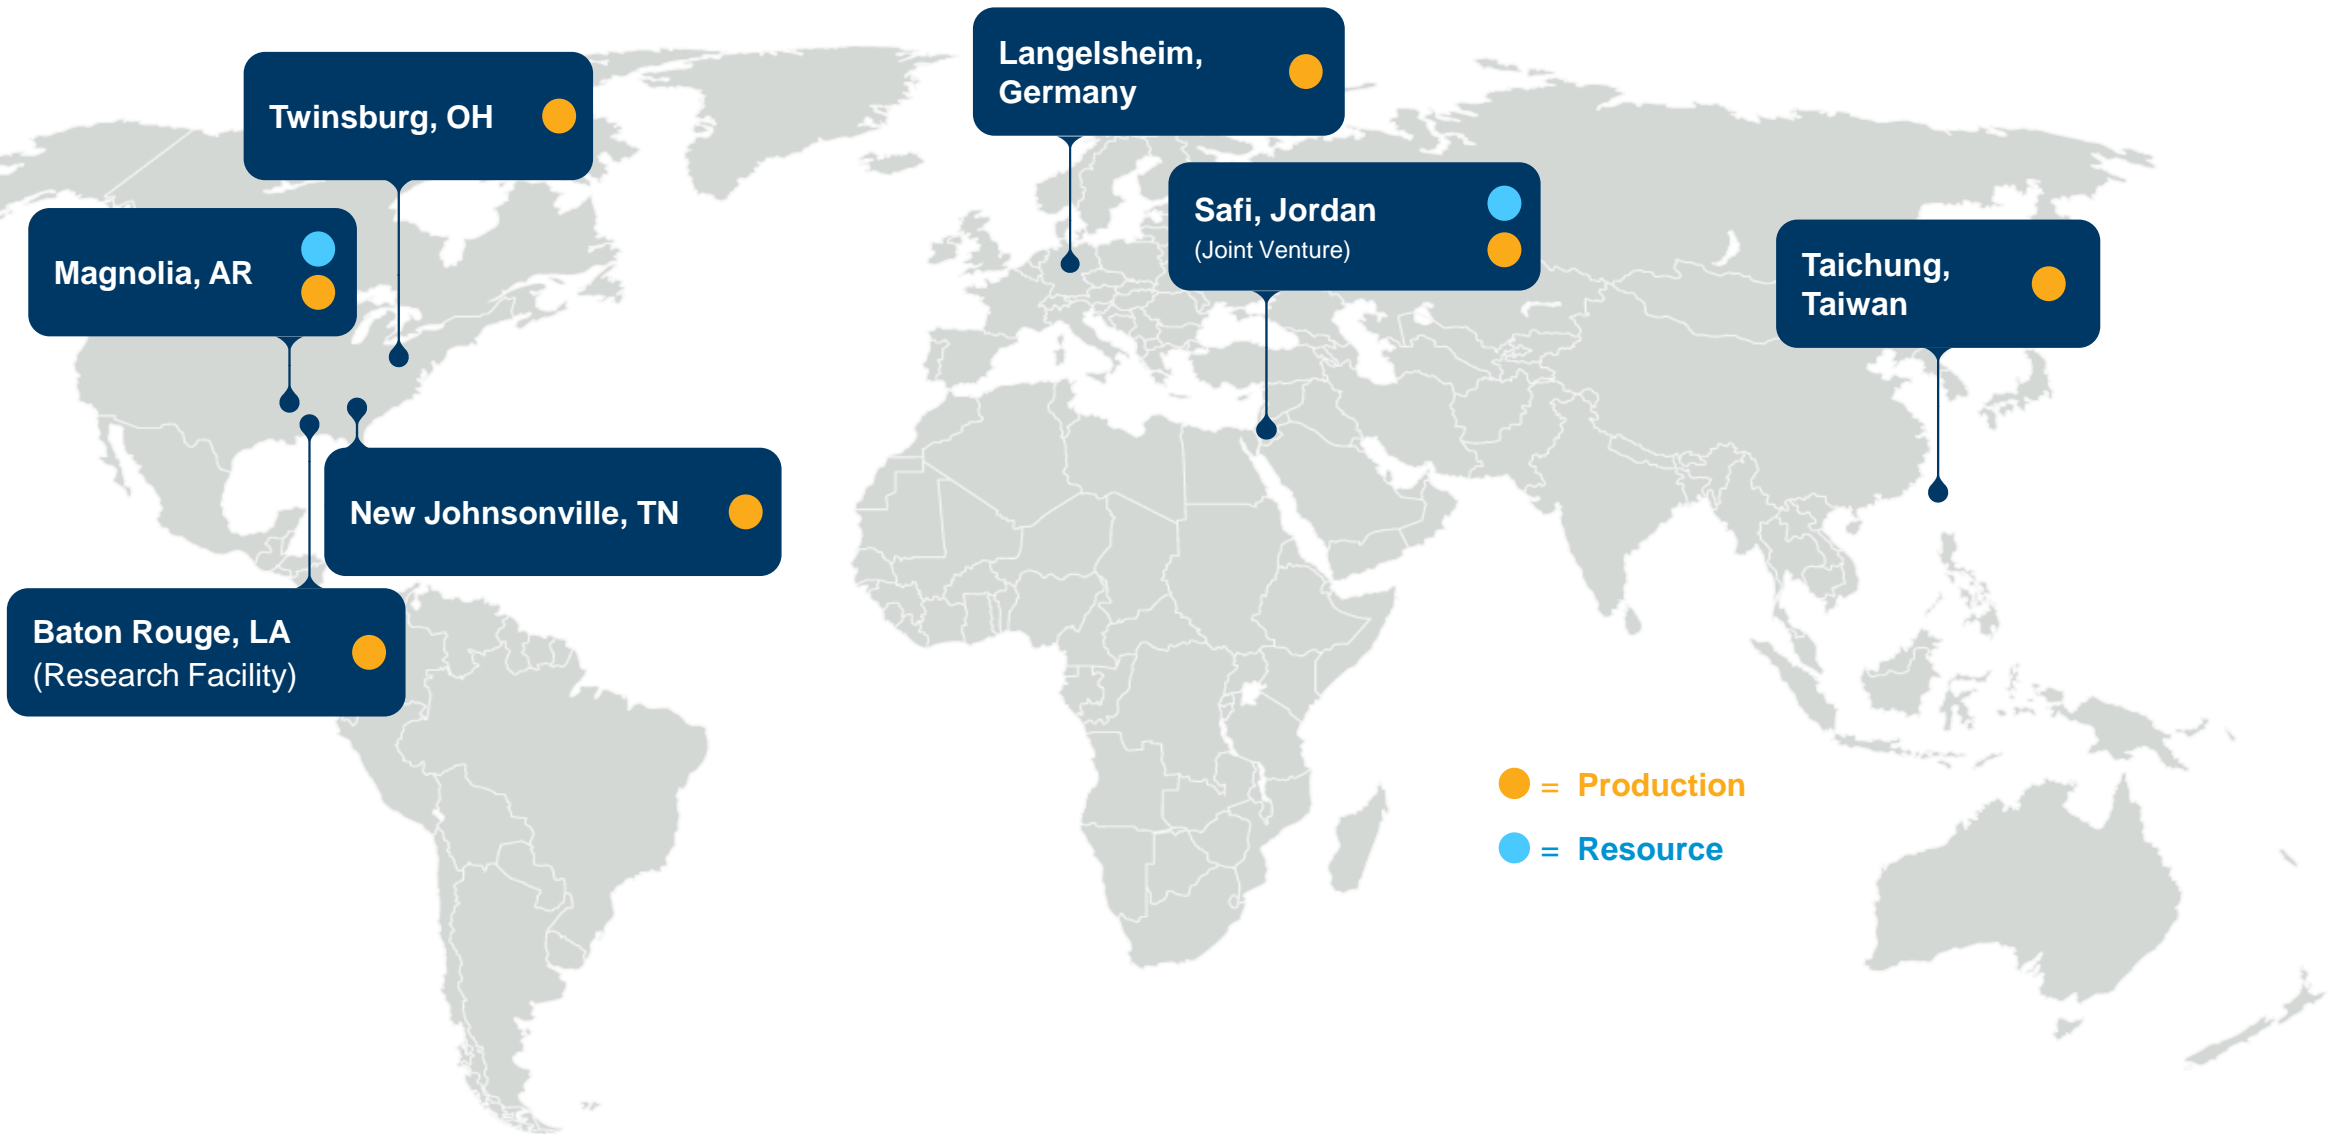 Langelsheim,
Germany
Twinsburg, OH
Safi, Jordan
(Joint Venture)
Magnolia, AR
Taichung,
Taiwan
New Johnsonville, TN
Baton Rouge, LA
(Research Facility)
= Production
= Resource